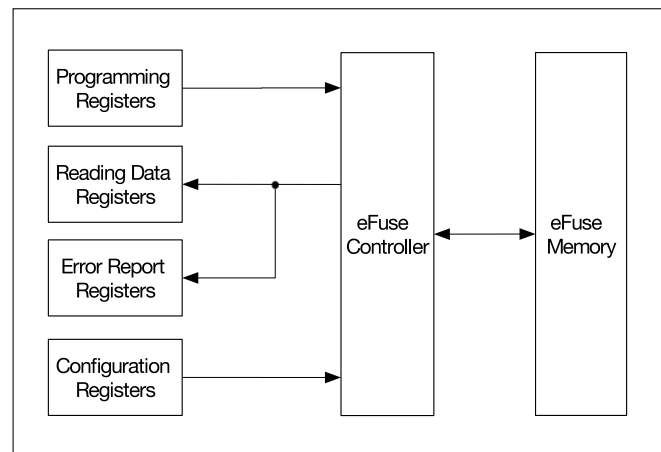 Programming
Registers
Reading Data
Registers
Error Report
Registers
Configuration
Registers
eFuse
Controller
eFuse
Memory